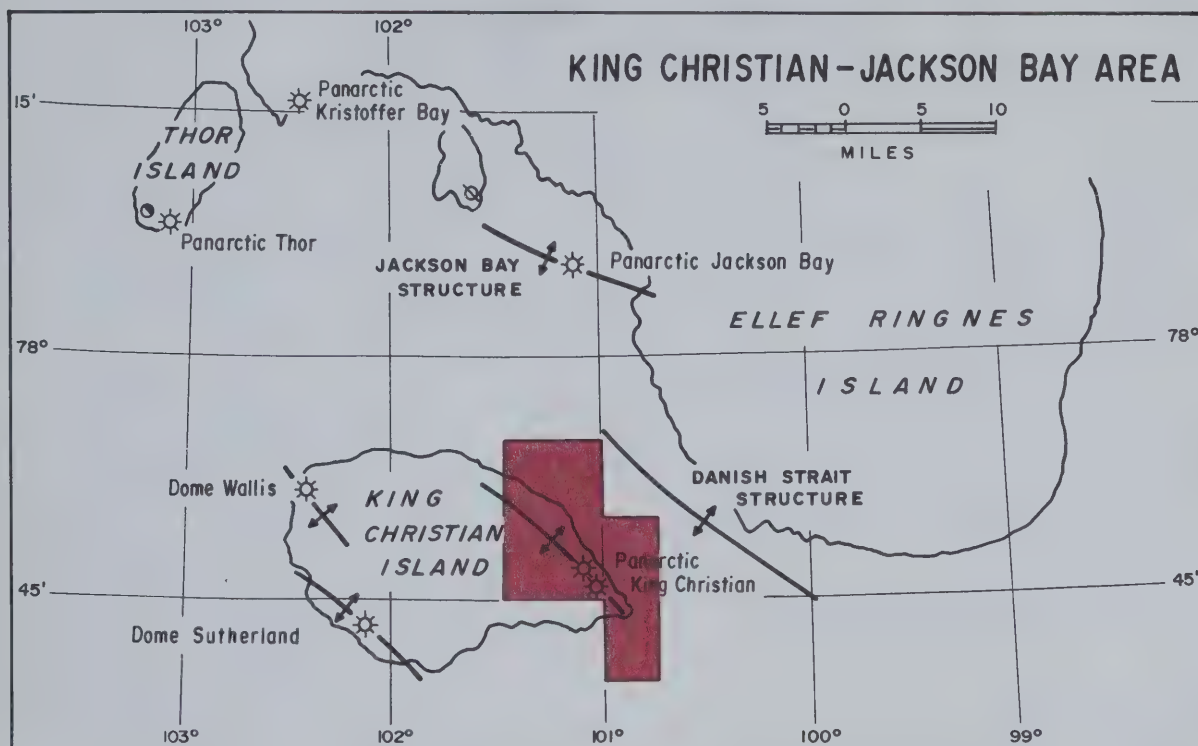 103°
102°
KING CHRISTIAN-JACKSON BAY AREA
15'
Panarctic
Kristoffer Bay
5 0 5 10
MILES
THOR
ISLAND
Panarctic Thor
JACKSON BAY
STRUCTURE
Panarctic Jackson Bay
ELLEF RINGNES
ISLAND
78°
78°
DANISH STRAIT
STRUCTURE
Dome Wallis
KING
CHRISTIAN
ISLAND
Panarctic
King Christian
45'
45'
Dome Sutherland
103°
102°
101°
100°
99°